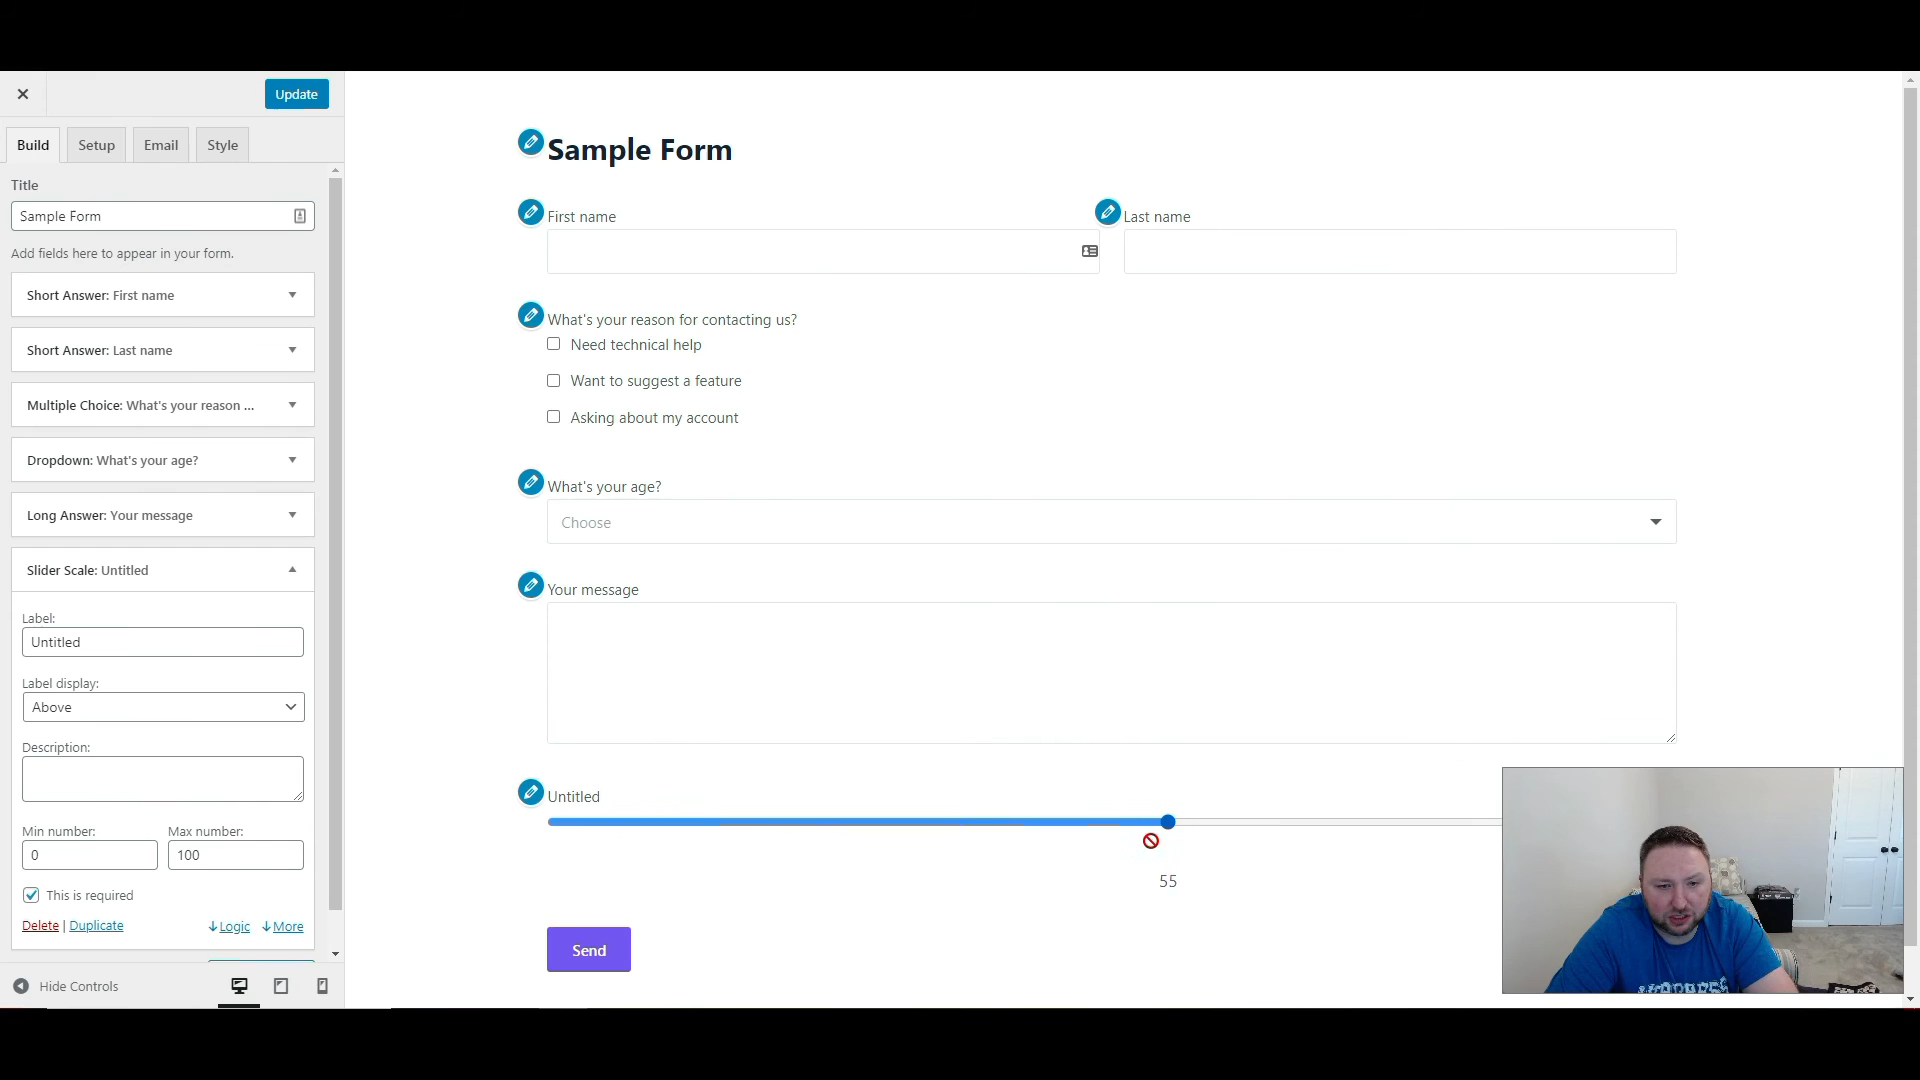 Update
Build
Setup
Email
Style
Title
Sample Form
Add fields here to appear in your form.
Short Answer: First name
Short Answer: Last name
Multiple Choice: What's your reason ...
Dropdown: What's your age?
Long Answer: Your message
Slider Scale: Untitled
Label:
Untitled
Label display:
Above
Description:
Min number:
Max number:
0
100
This is required
Delete | Duplicate
Logic
More
Hide Controls
Sample Form
First name
Last name
What's your reason for contacting us?
Need technical help
Want to suggest a feature
Asking about my account
What's your age?
Choose
Your message
Untitled
55
Send